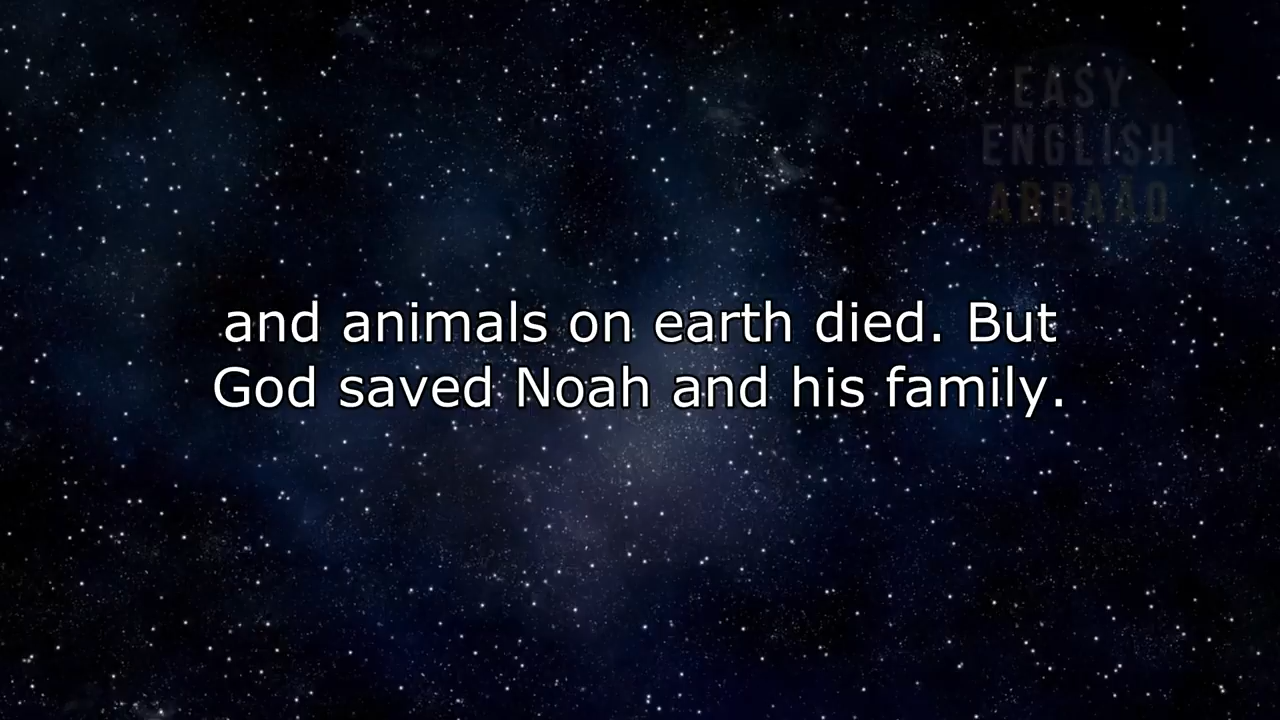 EASY
ENGLISH
ABRAÃO
and animals on earth died. But
God saved Noah and his family.